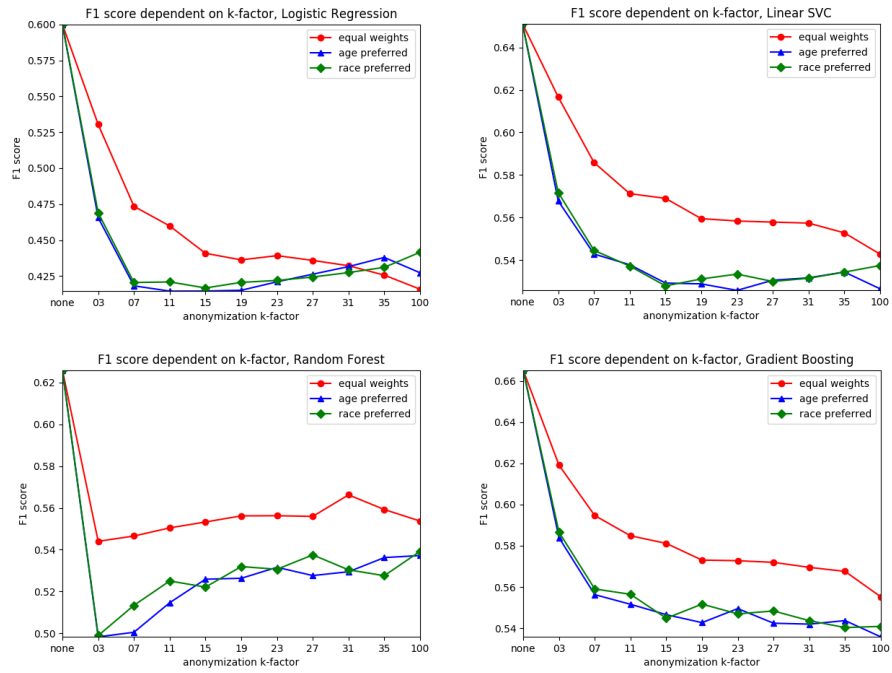 F1 score dependent on k-factor, Logistic Regression
0.600
0.575
0.550
0.525
0.500
0.475
0.450
0.425
F1 score
equal weights
age preferred
race preferred
none 03 07 11 15 19 23 27 31 35 100
anonymization k-factor
F1 score dependent on k-factor, Linear SVC
0.64
0.62
0.60
0.58
0.56
0.54
F1 score
equal weights
age preferred
race preferred
none 03 07 11 15 19 23 27 31 35 100
anonymization k-factor
F1 score dependent on k-factor, Random Forest
0.62
0.60
0.58
0.56
0.54
0.52
0.50
F1 score
equal weights
age preferred
race preferred
none 03 07 11 15 19 23 27 31 35 100
anonymization k-factor
F1 score dependent on k-factor, Gradient Boosting
0.66
0.64
0.62
0.60
0.58
0.56
0.54
F1 score
equal weights
age preferred
race preferred
none 03 07 11 15 19 23 27 31 35 100
anonymization k-factor